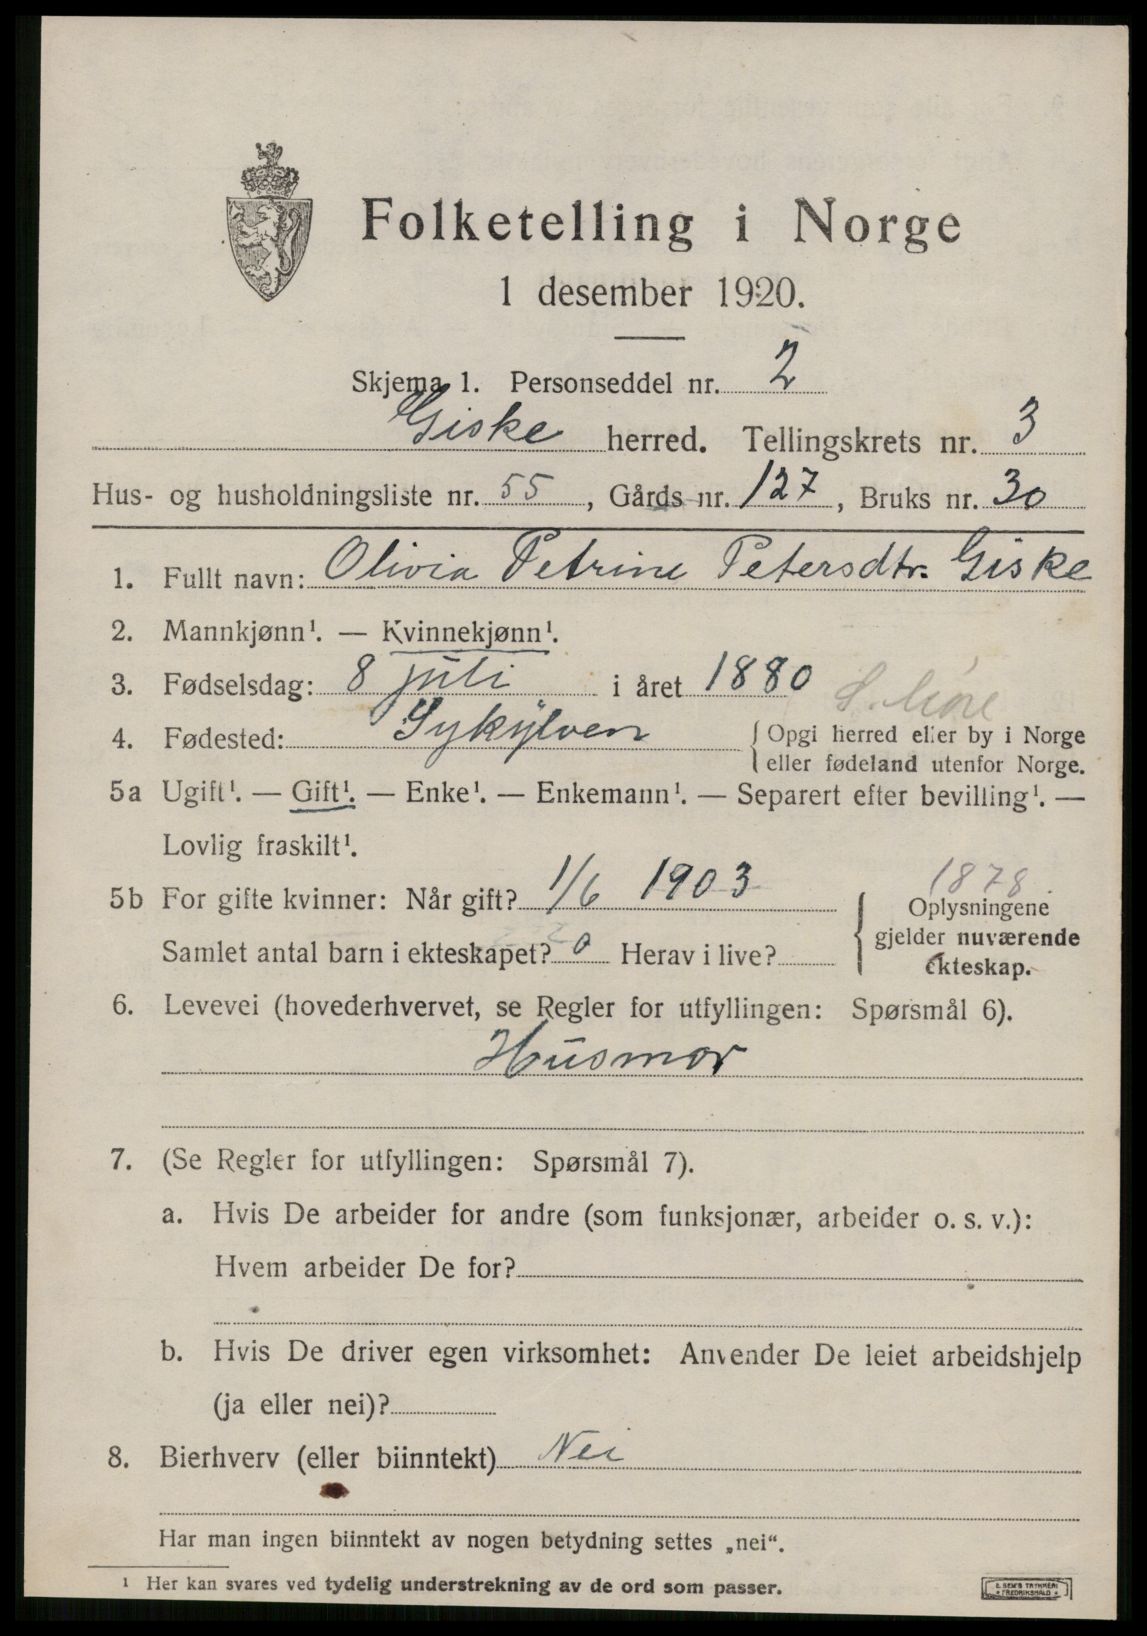 Folketelling i Norge
1 desember 1920.
Skjema 1. Personseddel nr. 2
Giske herred. Tellingskrets nr. 3
Hus- og husholdningsliste nr. 55, Gårds nr. 127, Bruks nr. 30
1. Fullt navn: Olivia Petrine Petersdtr. Giske
2. Mannkjønn¹. — Kvinnekjønn¹.
3. Fødselsdag: 8 juli i året 1880
S. Møre
4. Fødested: Sykylven { Opgi herred eller by i Norge
eller fødeland utenfor Norge.
5a Ugift¹. — Gift¹. — Enke¹. — Enkemann¹. — Separert efter bevilling¹. —
Lovlig fraskilt¹.
1878
5b For gifte kvinner: Når gift? 1/6 1903 { Oplysningene
gjelder nuværende
Samlet antal barn i ekteskapet? 0 Herav i live?
ekteskap.
6. Levevei (hovederhvervet, se Regler for utfyllingen: Spørsmål 6).
Husmor
7. (Se Regler for utfyllingen: Spørsmål 7).
a. Hvis De arbeider for andre (som funksjonær, arbeider o. s. v.):
Hvem arbeider De for?
b. Hvis De driver egen virksomhet: Anvender De leiet arbeidshjelp
(ja eller nei)?
8. Bierhverv (eller biinntekt) Nei
Har man ingen biinntekt av nogen betydning settes „nei".
¹ Her kan svares ved tydelig understrekning av de ord som passer.
E. SEM'S TRYKKERI
FREDRIKSHALD